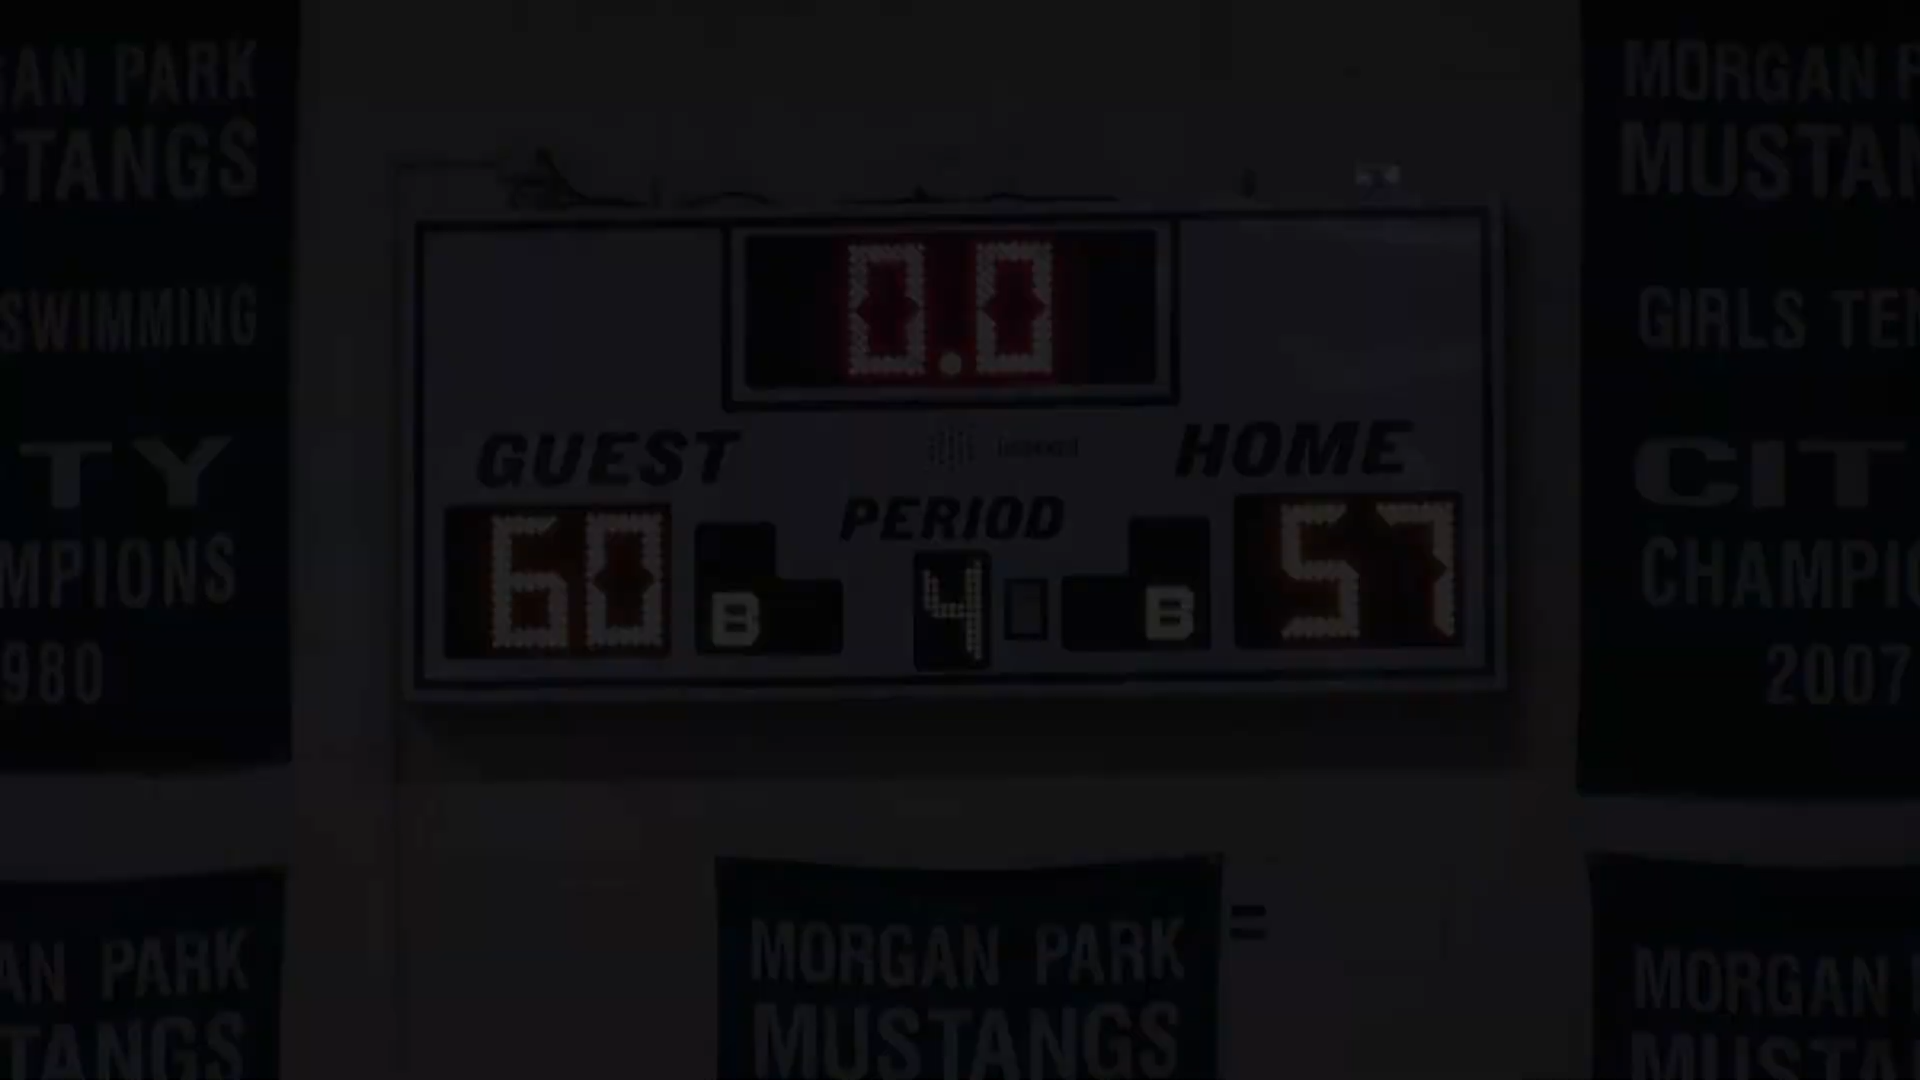 GAN PARK
STANGS
SWIMMING
TY
MPIONS
980
0.0
GUEST
HOME
PERIOD
60
B
4
B
57
MORGAN P
MUSTAN
GIRLS TEN
CIT
CHAMPIO
2007
AN PARK
TANGS
MORGAN PARK
MUSTANGS
MORGAN
MUSTA